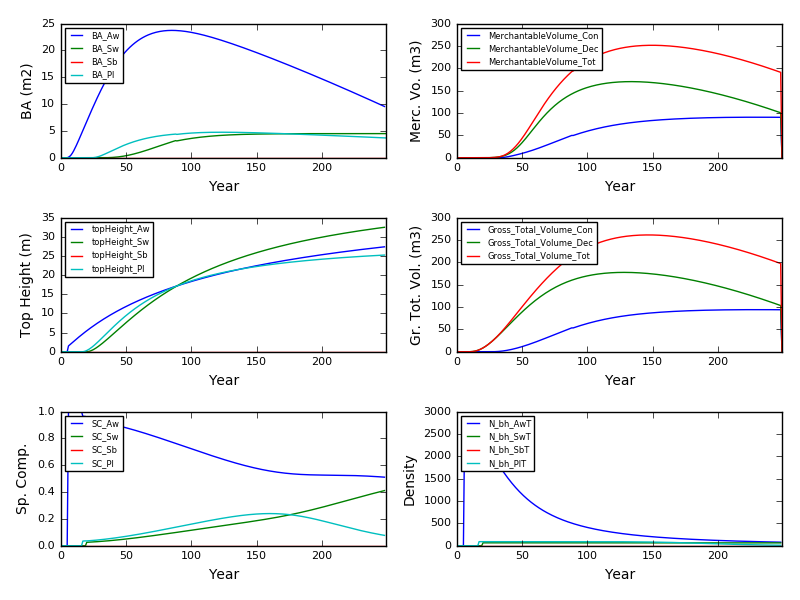 BA (m2)
25
20
15
10
5
0
BA_Aw
BA_Sw
BA_Sb
BA_Pl
0 50 100 150 200
Year
Merc. Vo. (m3)
300
250
200
150
100
50
0
MerchantableVolume_Con
MerchantableVolume_Dec
MerchantableVolume_Tot
0 50 100 150 200
Year
Top Height (m)
35
30
25
20
15
10
5
0
topHeight_Aw
topHeight_Sw
topHeight_Sb
topHeight_Pl
0 50 100 150 200
Year
Gr. Tot. Vol. (m3)
300
250
200
150
100
50
0
Gross_Total_Volume_Con
Gross_Total_Volume_Dec
Gross_Total_Volume_Tot
0 50 100 150 200
Year
Sp. Comp.
1.0
0.8
0.6
0.4
0.2
0.0
SC_Aw
SC_Sw
SC_Sb
SC_Pl
0 50 100 150 200
Year
Density
3000
2500
2000
1500
1000
500
0
N_bh_AwT
N_bh_SwT
N_bh_SbT
N_bh_PlT
0 50 100 150 200
Year